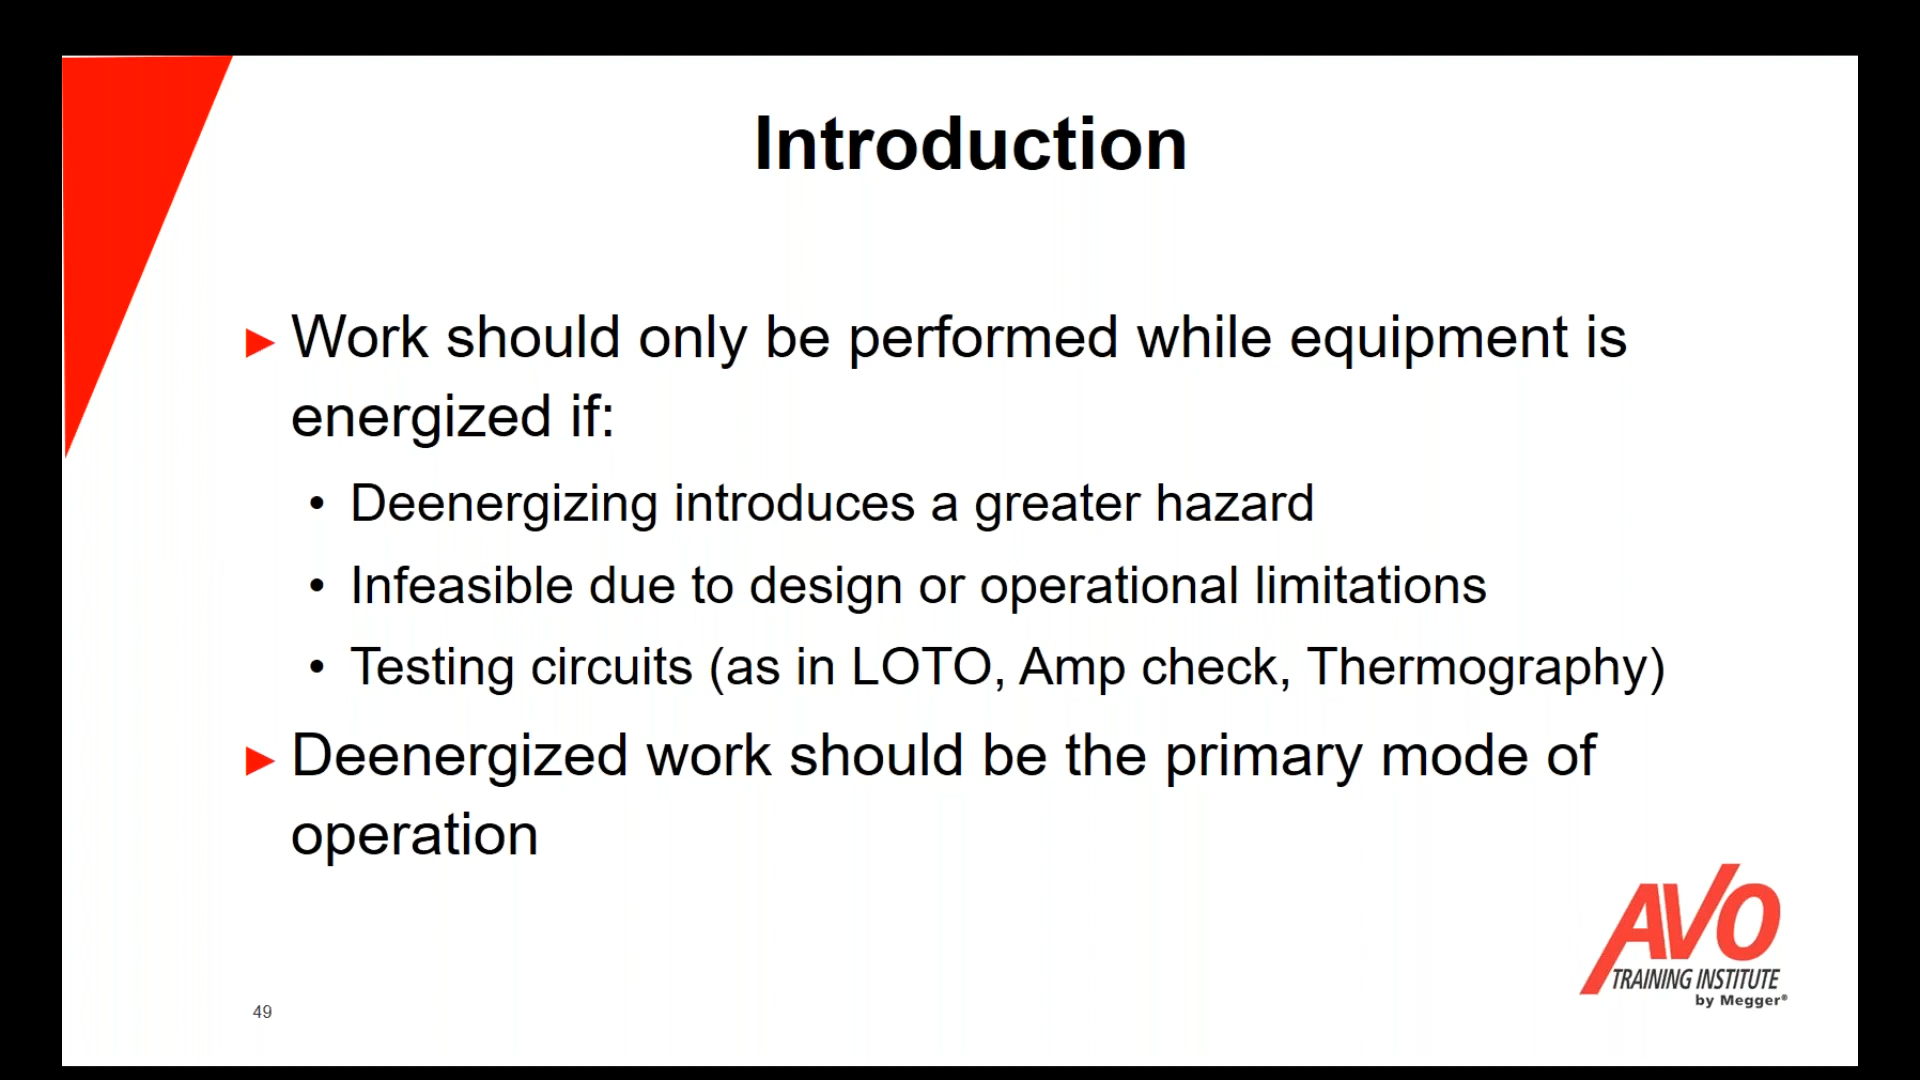 Introduction
► Work should only be performed while equipment is
energized if:
• Deenergizing introduces a greater hazard
• Infeasible due to design or operational limitations
• Testing circuits (as in LOTO, Amp check, Thermography)
► Deenergized work should be the primary mode of
operation
AVO
TRAINING INSTITUTE
by Megger®
49